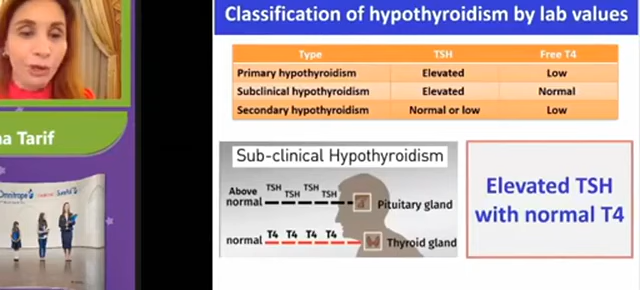 Classification of hypothyroidism by lab values
Type TSH Free T4
Primary hypothyroidism Elevated Low
Subclinical hypothyroidism Elevated Normal
Secondary hypothyroidism Normal or low Low
Sub-clinical Hypothyroidism
Above normal TSH TSH TSH TSH Pituitary gland
normal T4 T4 T4 T4 Thyroid gland
Elevated TSH
with normal T4
a Tarif
Omnitrope
SurePal